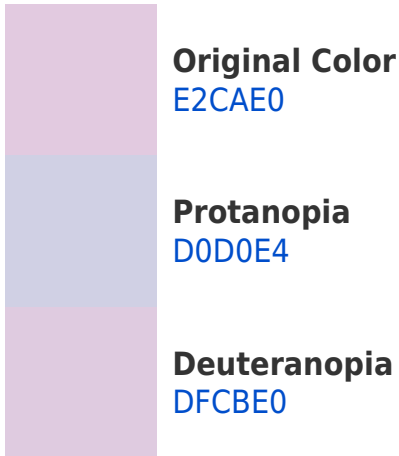 Original Color
E2CAE0
Protanopia
D0D0E4
Deuteranopia
DFCBE0